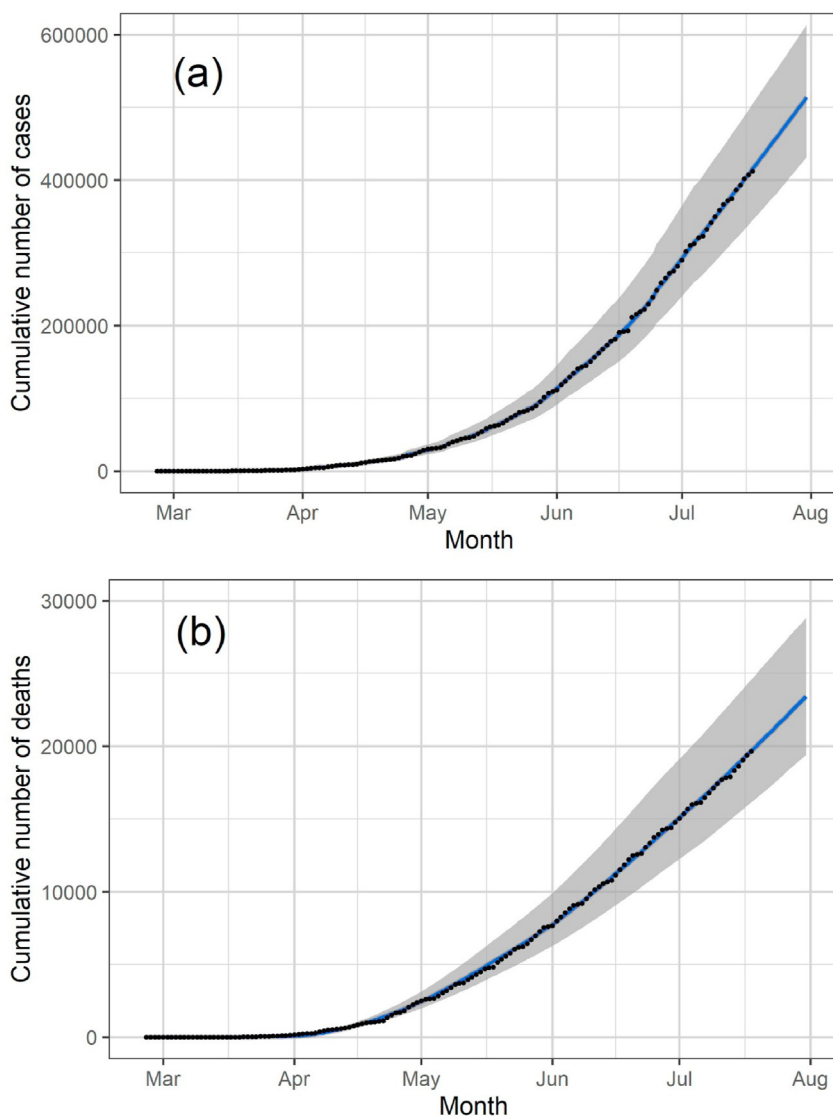 (a)
Cumulative number of cases
600000
400000
200000
0
Mar Apr May Jun Jul Aug
Month
(b)
Cumulative number of deaths
30000
20000
10000
0
Mar Apr May Jun Jul Aug
Month